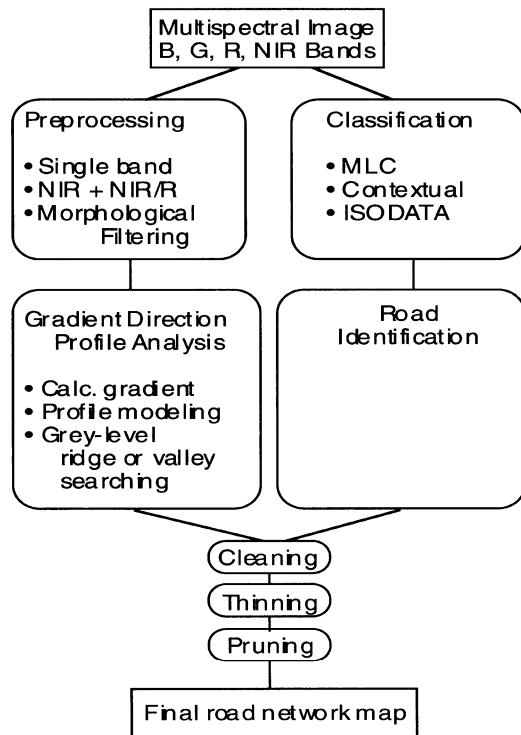 Multispectral Image
B, G, R, NIR Bands
Preprocessing
• Single band
• NIR + NIR/R
• Morphological
Filtering
Classification
• MLC
• Contextual
• ISODATA
Gradient Direction
Profile Analysis
• Calc. gradient
• Profile modeling
• Grey-level
ridge or valley
searching
Road
Identification
Cleaning
Thinning
Pruning
Final road network map